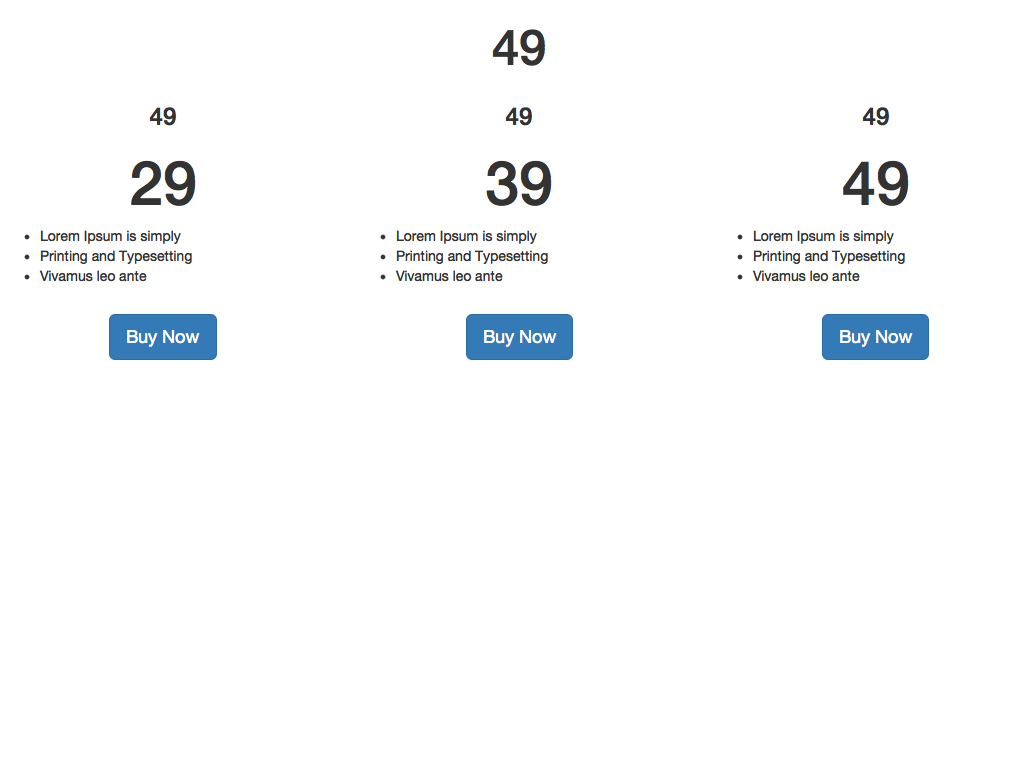 49
49
29
Lorem Ipsum is simply
Printing and Typesetting
Vivamus leo ante
Buy Now
49
39
Lorem Ipsum is simply
Printing and Typesetting
Vivamus leo ante
Buy Now
49
49
Lorem Ipsum is simply
Printing and Typesetting
Vivamus leo ante
Buy Now